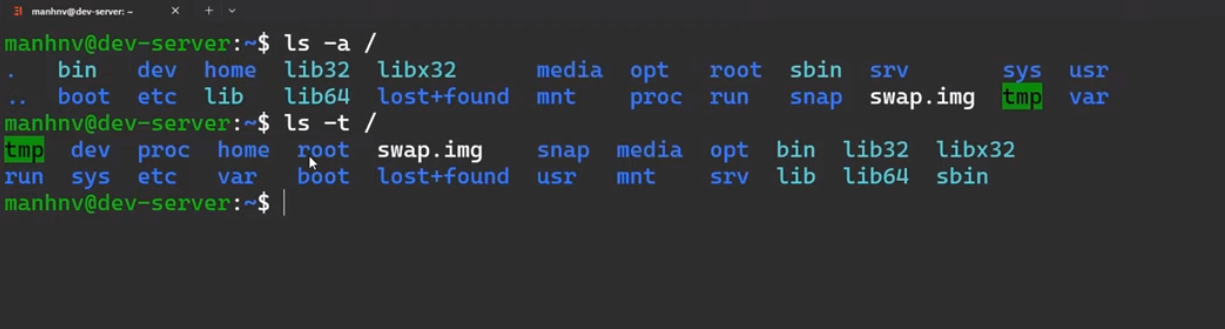 manhnv@dev-server: ~
manhnv@dev-server:~$ ls -a /
.   bin   dev  home  lib32  libx32      media  opt   root  sbin  srv       sys  usr
..  boot  etc  lib   lib64  lost+found  mnt    proc  run   snap  swap.img  tmp  var
manhnv@dev-server:~$ ls -t /
tmp  dev  proc  home  root  swap.img    snap  media  opt  bin  lib32  libx32
run  sys  etc   var   boot  lost+found  usr   mnt    srv  lib  lib64  sbin
manhnv@dev-server:~$